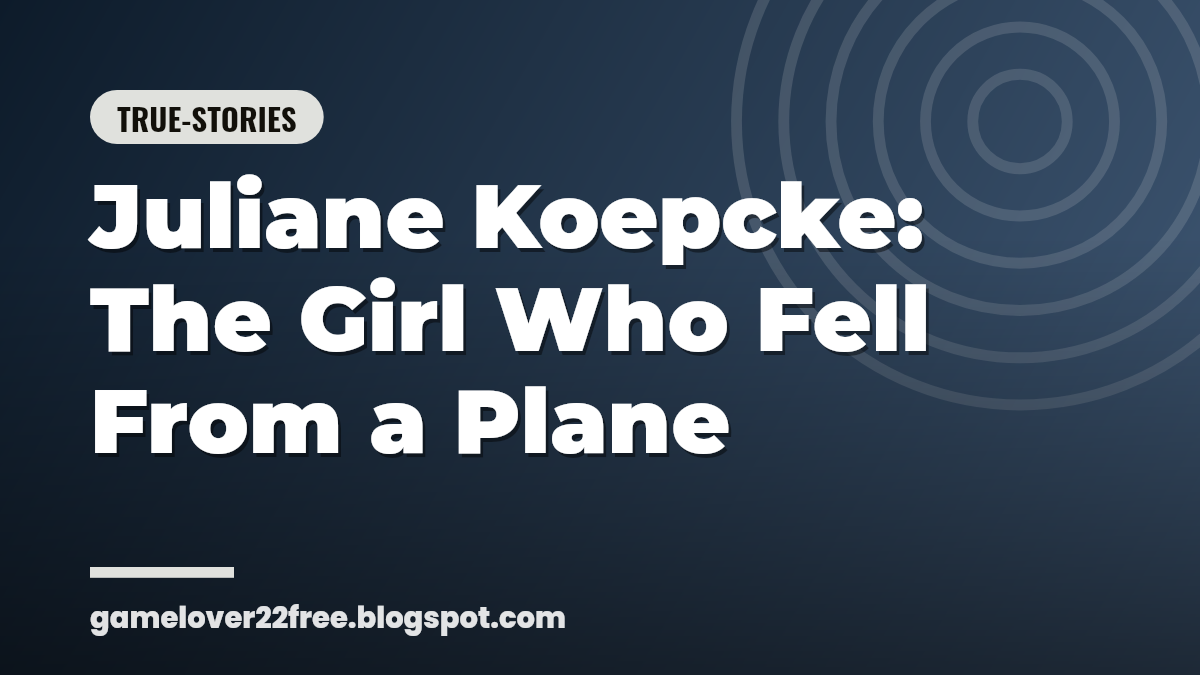 TRUE-STORIES
Juliane Koepcke:
The Girl Who Fell
From a Plane
gamelover22free.blogspot.com